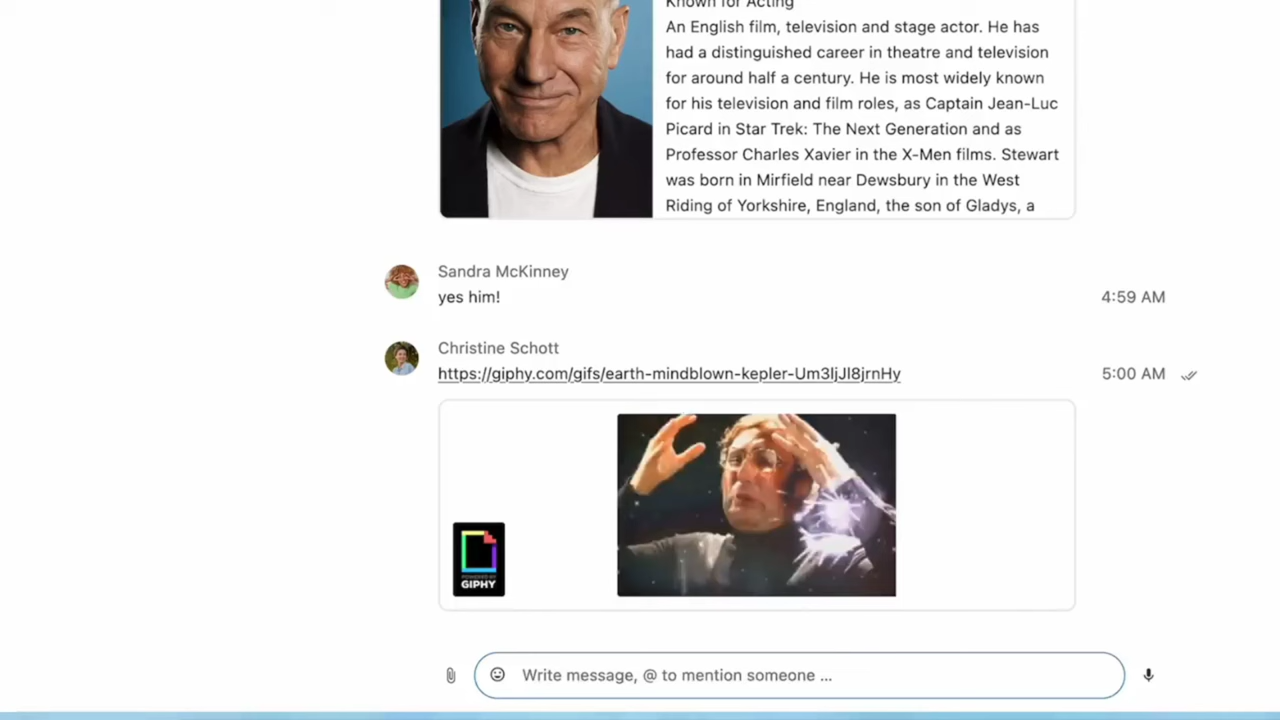 Known for Acting
An English film, television and stage actor. He has
had a distinguished career in theatre and television
for around half a century. He is most widely known
for his television and film roles, as Captain Jean-Luc
Picard in Star Trek: The Next Generation and as
Professor Charles Xavier in the X-Men films. Stewart
was born in Mirfield near Dewsbury in the West
Riding of Yorkshire, England, the son of Gladys, a
Sandra McKinney
yes him!
4:59 AM
Christine Schott
https://giphy.com/gifs/earth-mindblown-kepler-Um3ljJl8jrnHy
5:00 AM
POWERED BY
GIPHY
Write message, @ to mention someone ...